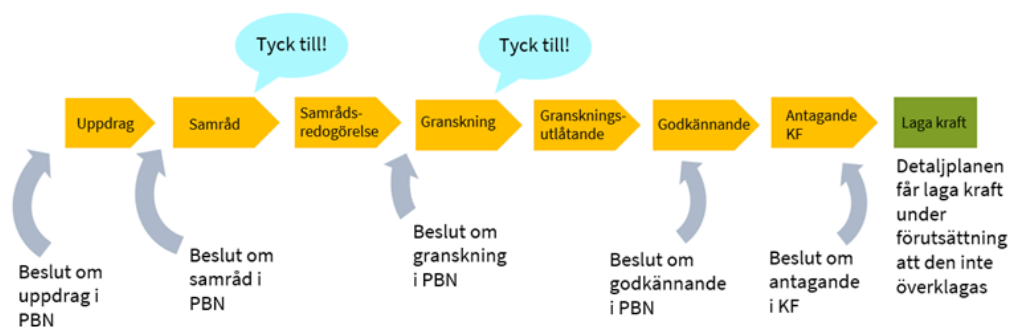 Tyck till!
Tyck till!
Uppdrag
Samråd
Samråds-
redogörelse
Granskning
Gransknings-
utlåtande
Godkännande
Antagande
KF
Laga kraft
Beslut om
uppdrag i
PBN
Beslut om
samråd i
PBN
Beslut om
granskning
i PBN
Beslut om
godkännande
i PBN
Beslut om
antagande
i KF
Detaljplanen
får laga kraft
under
förutsättning
att den inte
överklagas